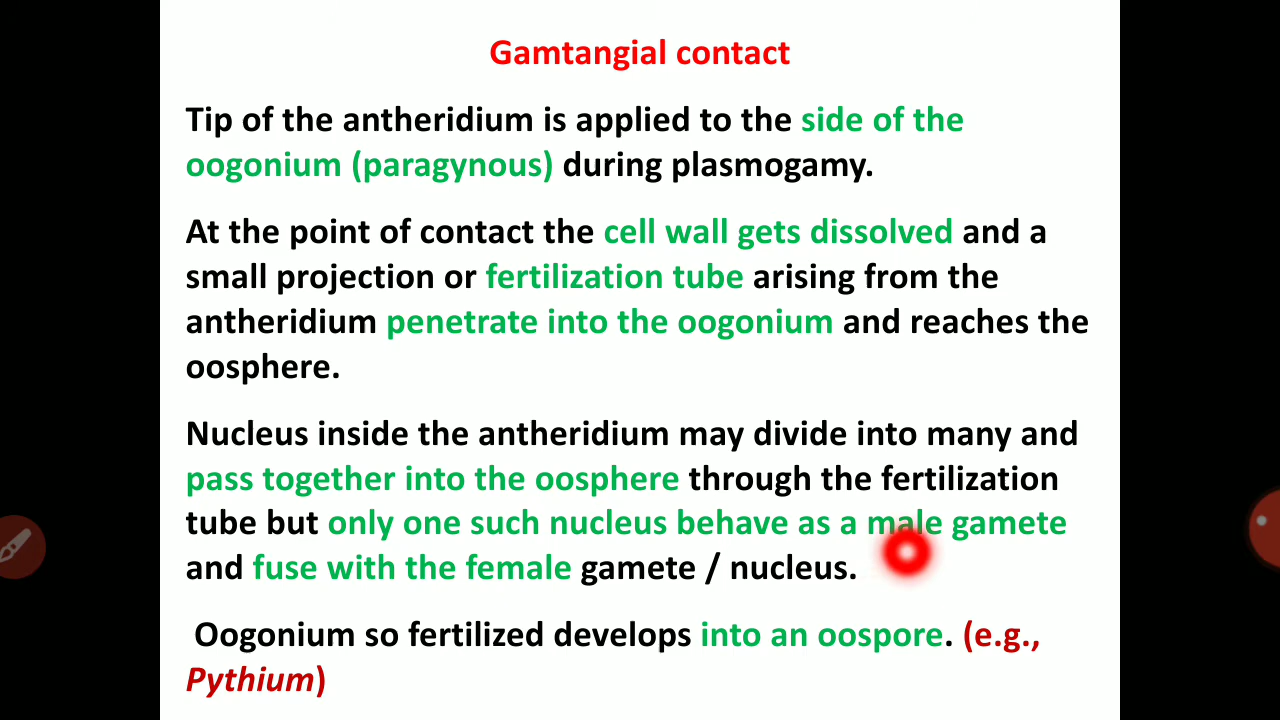 Gamtangial contact
Tip of the antheridium is applied to the side of the
oogonium (paragynous) during plasmogamy.
At the point of contact the cell wall gets dissolved and a
small projection or fertilization tube arising from the
antheridium penetrate into the oogonium and reaches the
oosphere.
Nucleus inside the antheridium may divide into many and
pass together into the oosphere through the fertilization
tube but only one such nucleus behave as a male gamete
and fuse with the female gamete / nucleus.
Oogonium so fertilized develops into an oospore. (e.g.,
Pythium)